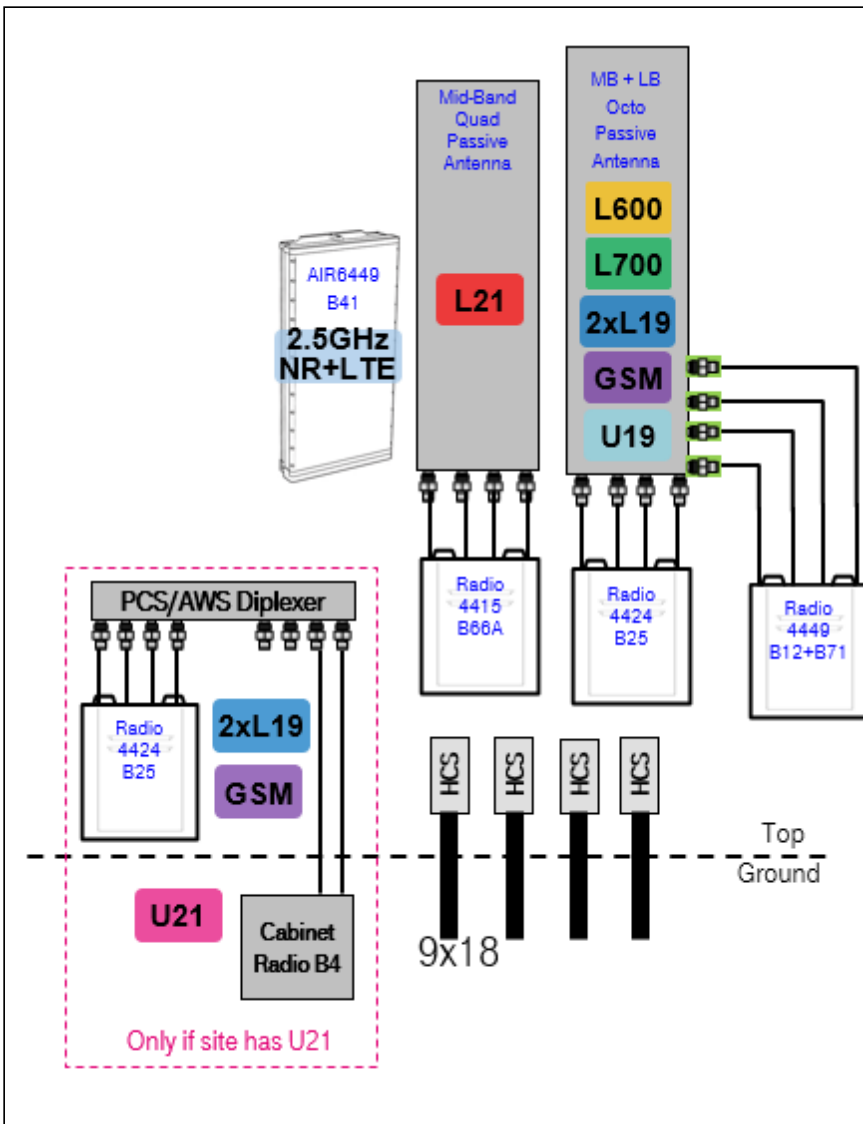 Mid-Band
Quad
Passive
Antenna
MB + LB
Octo
Passive
Antenna
L600
L700
2xL19
GSM
U19
L21
AIR6449
B41
2.5GHz
NR+LTE
Radio
4415
B66A
Radio
4424
B25
Radio
4449
B12+B71
PCS/AWS Diplexer
Radio
4424
B25
2xL19
GSM
HCS
HCS
HCS
HCS
Top
Ground
U21
Cabinet
Radio B4
9x18
Only if site has U21